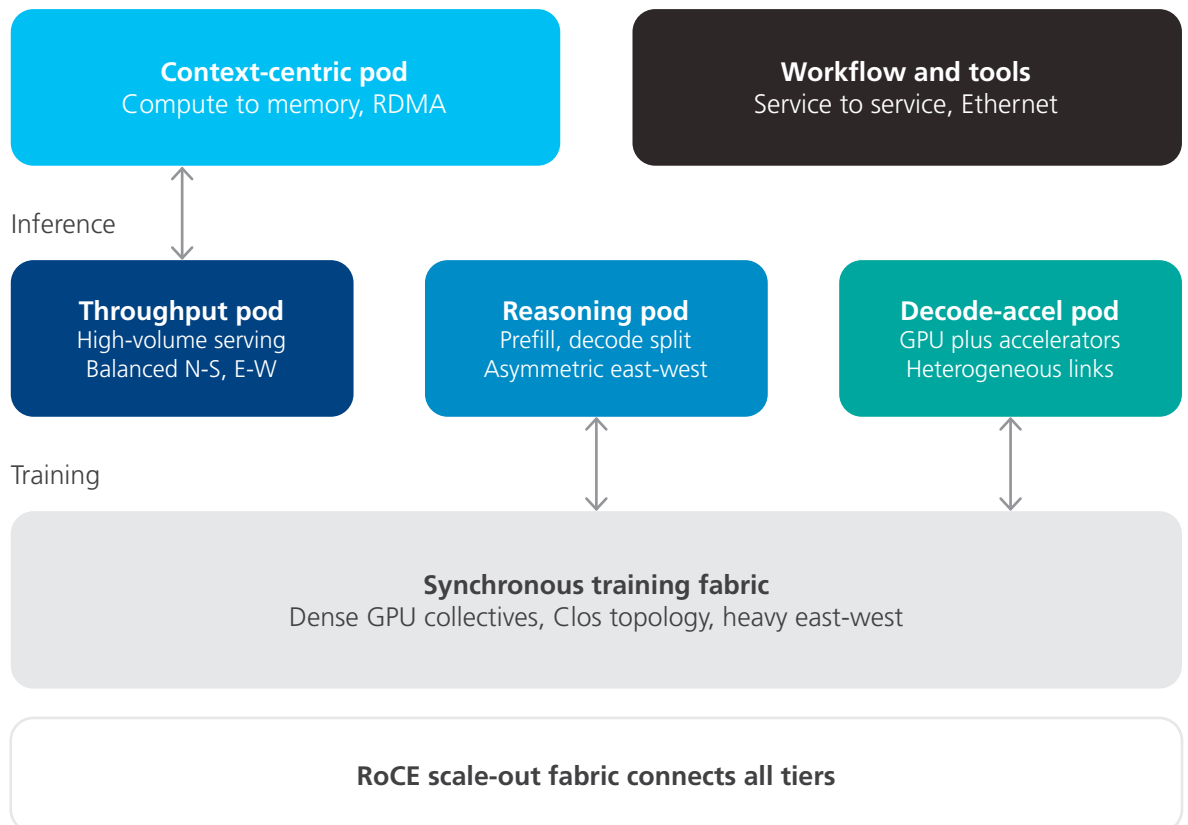 Context-centric pod
Compute to memory, RDMA
Workflow and tools
Service to service, Ethernet
Inference
Throughput pod
High-volume serving
Balanced N-S, E-W
Reasoning pod
Prefill, decode split
Asymmetric east-west
Decode-accel pod
GPU plus accelerators
Heterogeneous links
Training
Synchronous training fabric
Dense GPU collectives, Clos topology, heavy east-west
RoCE scale-out fabric connects all tiers